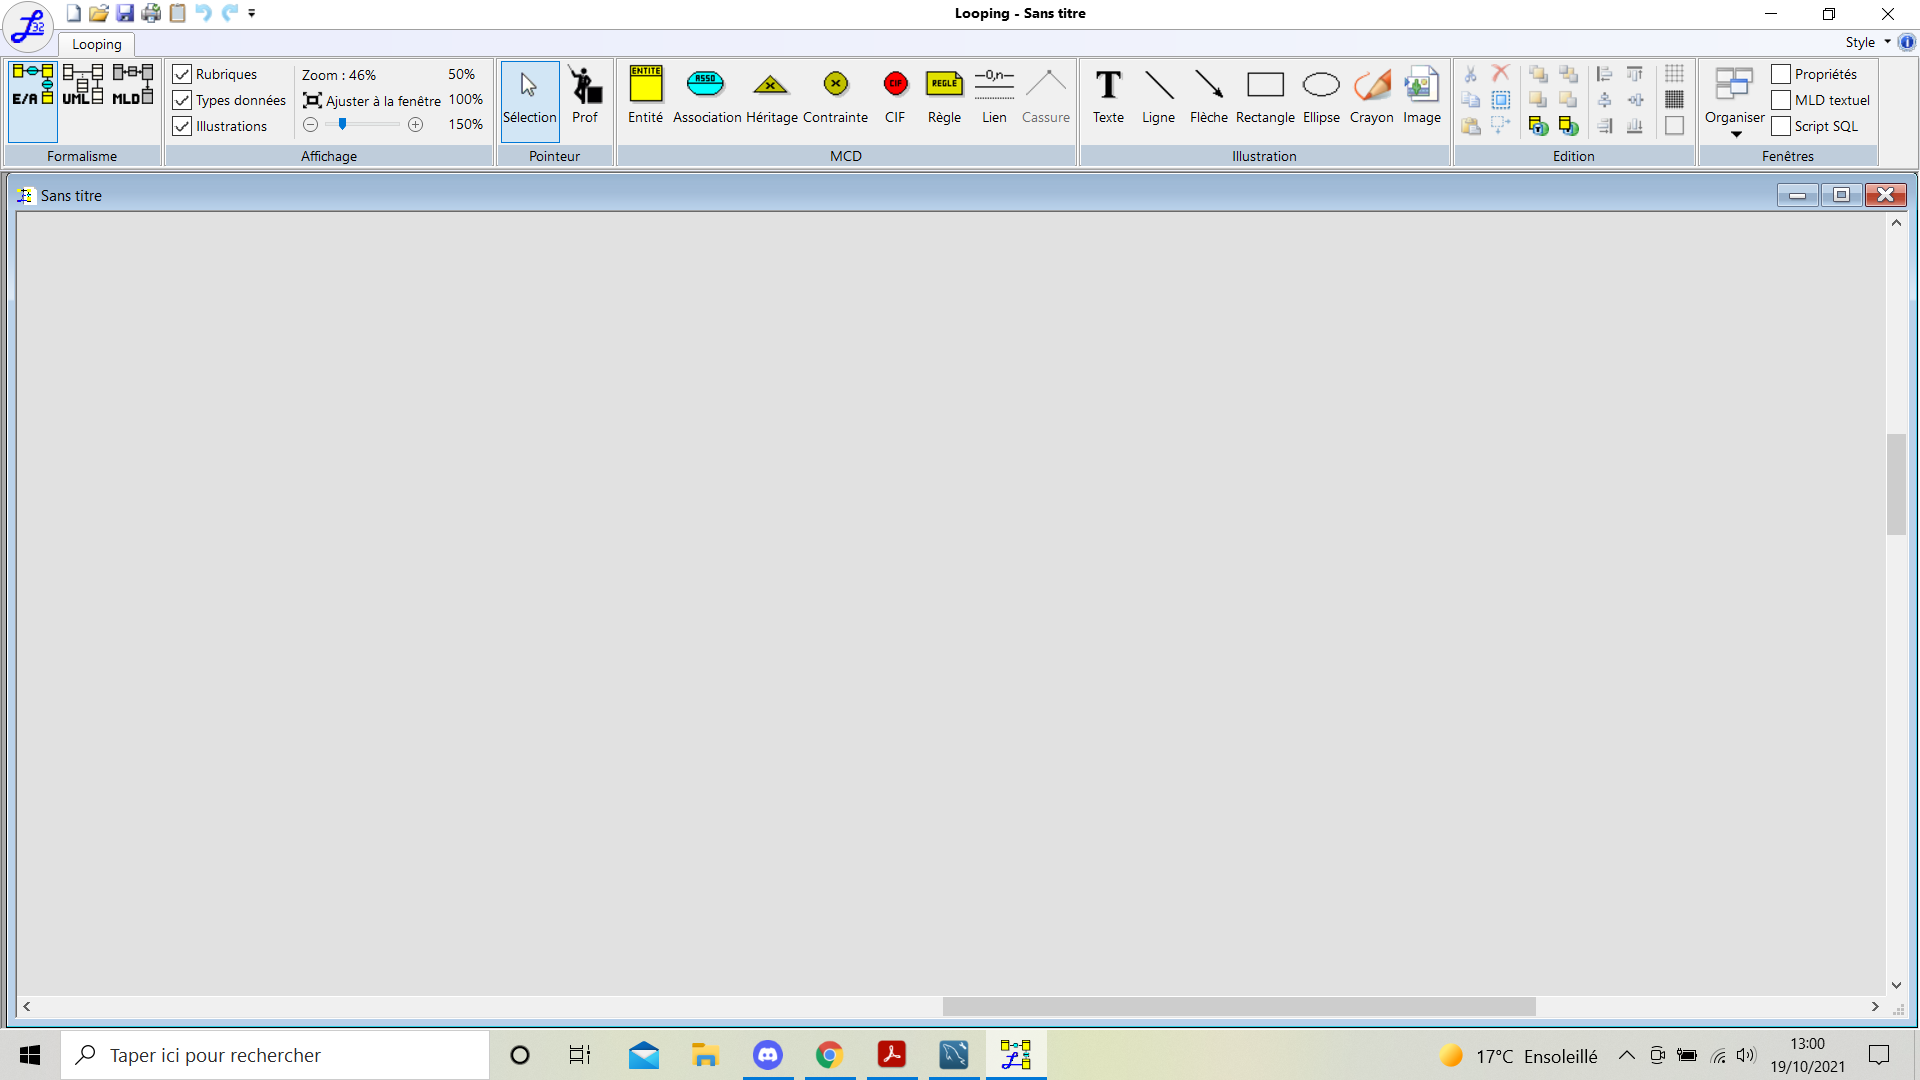 Looping - Sans titre
Looping
Style
E/A
UML
MLD
Formalisme
Rubriques
Types données
Illustrations
Zoom : 46%
50%
Ajuster à la fenêtre
100%
150%
Affichage
Sélection
Prof
Pointeur
ENTITE
ASSO
CIF
REGLE
—0,n—
Entité
Association
Héritage
Contrainte
CIF
Règle
Lien
Cassure
MCD
T
Texte
Ligne
Flèche
Rectangle
Ellipse
Crayon
Image
Illustration
Edition
Organiser
Propriétés
MLD textuel
Script SQL
Fenêtres
Sans titre
Taper ici pour rechercher
17°C Ensoleillé
13:00
19/10/2021